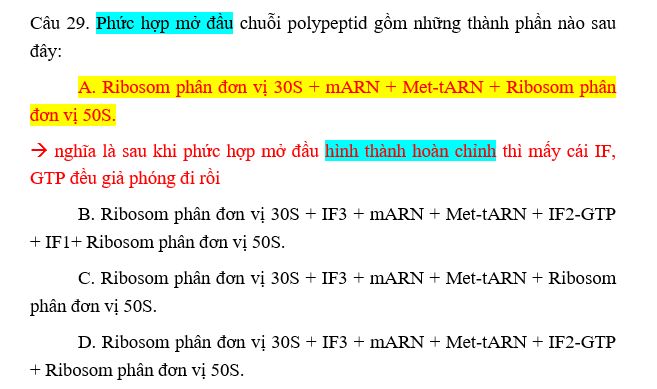 Câu 29. Phức hợp mở đầu chuỗi polypeptid gồm những thành phần nào sau
đây:
A. Ribosom phân đơn vị 30S + mARN + Met-tARN + Ribosom phân
đơn vị 50S.
→ nghĩa là sau khi phức hợp mở đầu hình thành hoàn chỉnh thì mấy cái IF,
GTP đều giả phóng đi rồi
B. Ribosom phân đơn vị 30S + IF3 + mARN + Met-tARN + IF2-GTP
+ IF1+ Ribosom phân đơn vị 50S.
C. Ribosom phân đơn vị 30S + IF3 + mARN + Met-tARN + Ribosom
phân đơn vị 50S.
D. Ribosom phân đơn vị 30S + IF3 + mARN + Met-tARN + IF2-GTP
+ Ribosom phân đơn vị 50S.